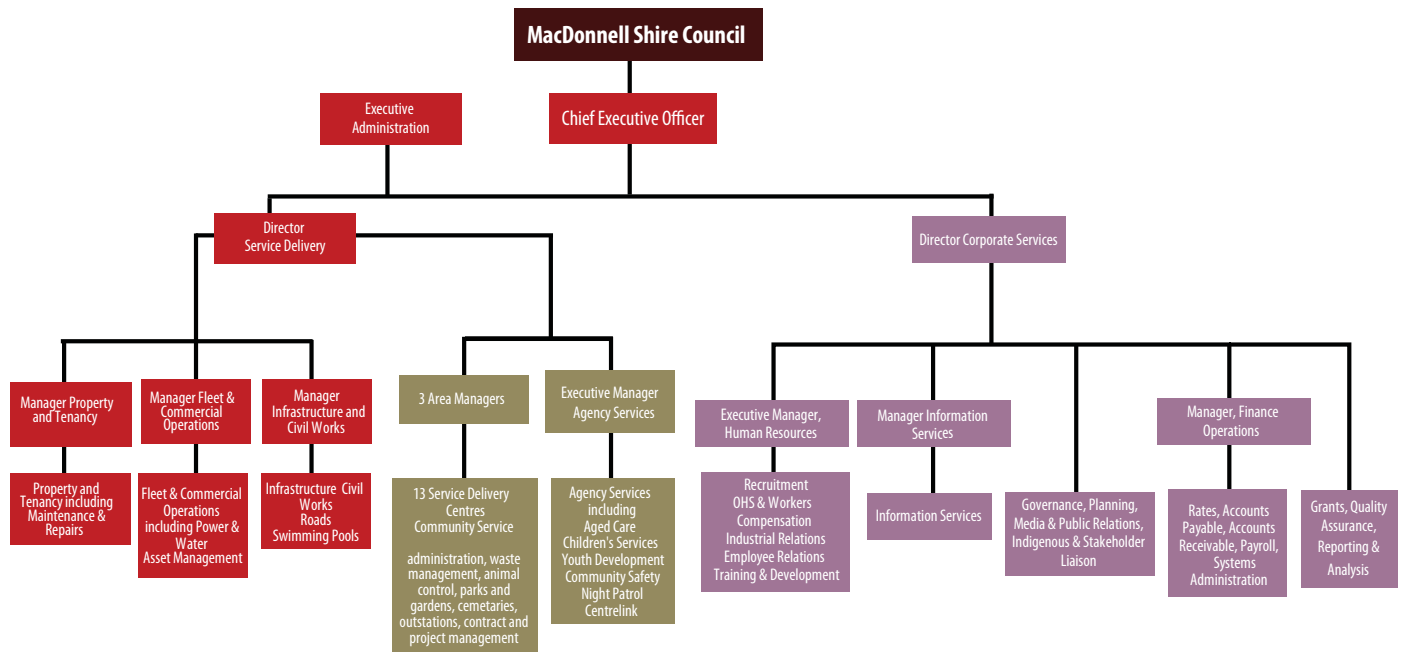 MacDonnell Shire Council
Executive
Administration
Chief Executive Officer
Director
Service Delivery
Director Corporate Services
Manager Property
and Tenancy
Manager Fleet &
Commercial
Operations
Manager
Infrastructure and
Civil Works
3 Area Managers
Executive Manager
Agency Services
Executive Manager,
Human Resources
Manager Information
Services
Manager, Finance
Operations
Property and
Tenancy including
Maintenance &
Repairs
Fleet & Commercial
Operations
including Power &
Water
Asset Management
Infrastructure Civil
Works
Roads
Swimming Pools
13 Service Delivery
Centres
Community Service
administration, waste
management, animal
control, parks and
gardens, cemetaries,
outstations, contract and
project management
Agency Services
including
Aged Care
Children's Services
Youth Development
Community Safety
Night Patrol
Centrelink
Recruitment
OHS & Workers
Compensation
Industrial Relations
Employee Relations
Training & Development
Information Services
Governance, Planning,
Media & Public Relations,
Indigenous & Stakeholder
Liaison
Rates, Accounts
Payable, Accounts
Receivable, Payroll,
Systems
Administration
Grants, Quality
Assurance,
Reporting &
Analysis